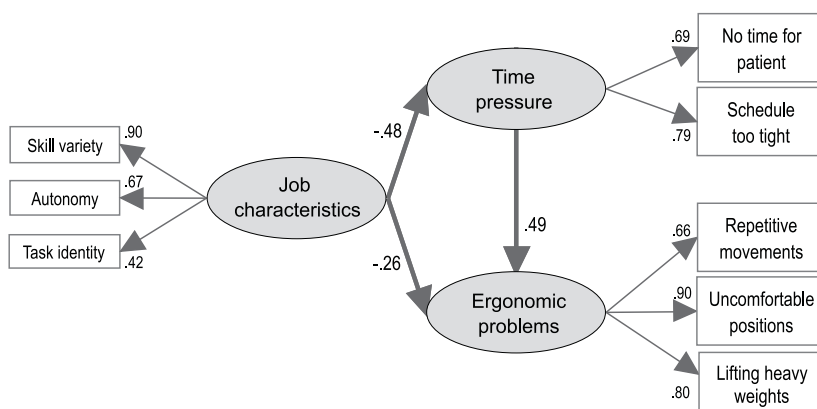 .69
No time for
patient
Time
pressure
Schedule
too tight
.79
.90
Skill variety
-.48
Autonomy
.67
Job
characteristics
Task identity
.42
-.26
.49
.66
Repetitive
movements
Ergonomic
problems
.90
Uncomfortable
positions
.80
Lifting heavy
weights